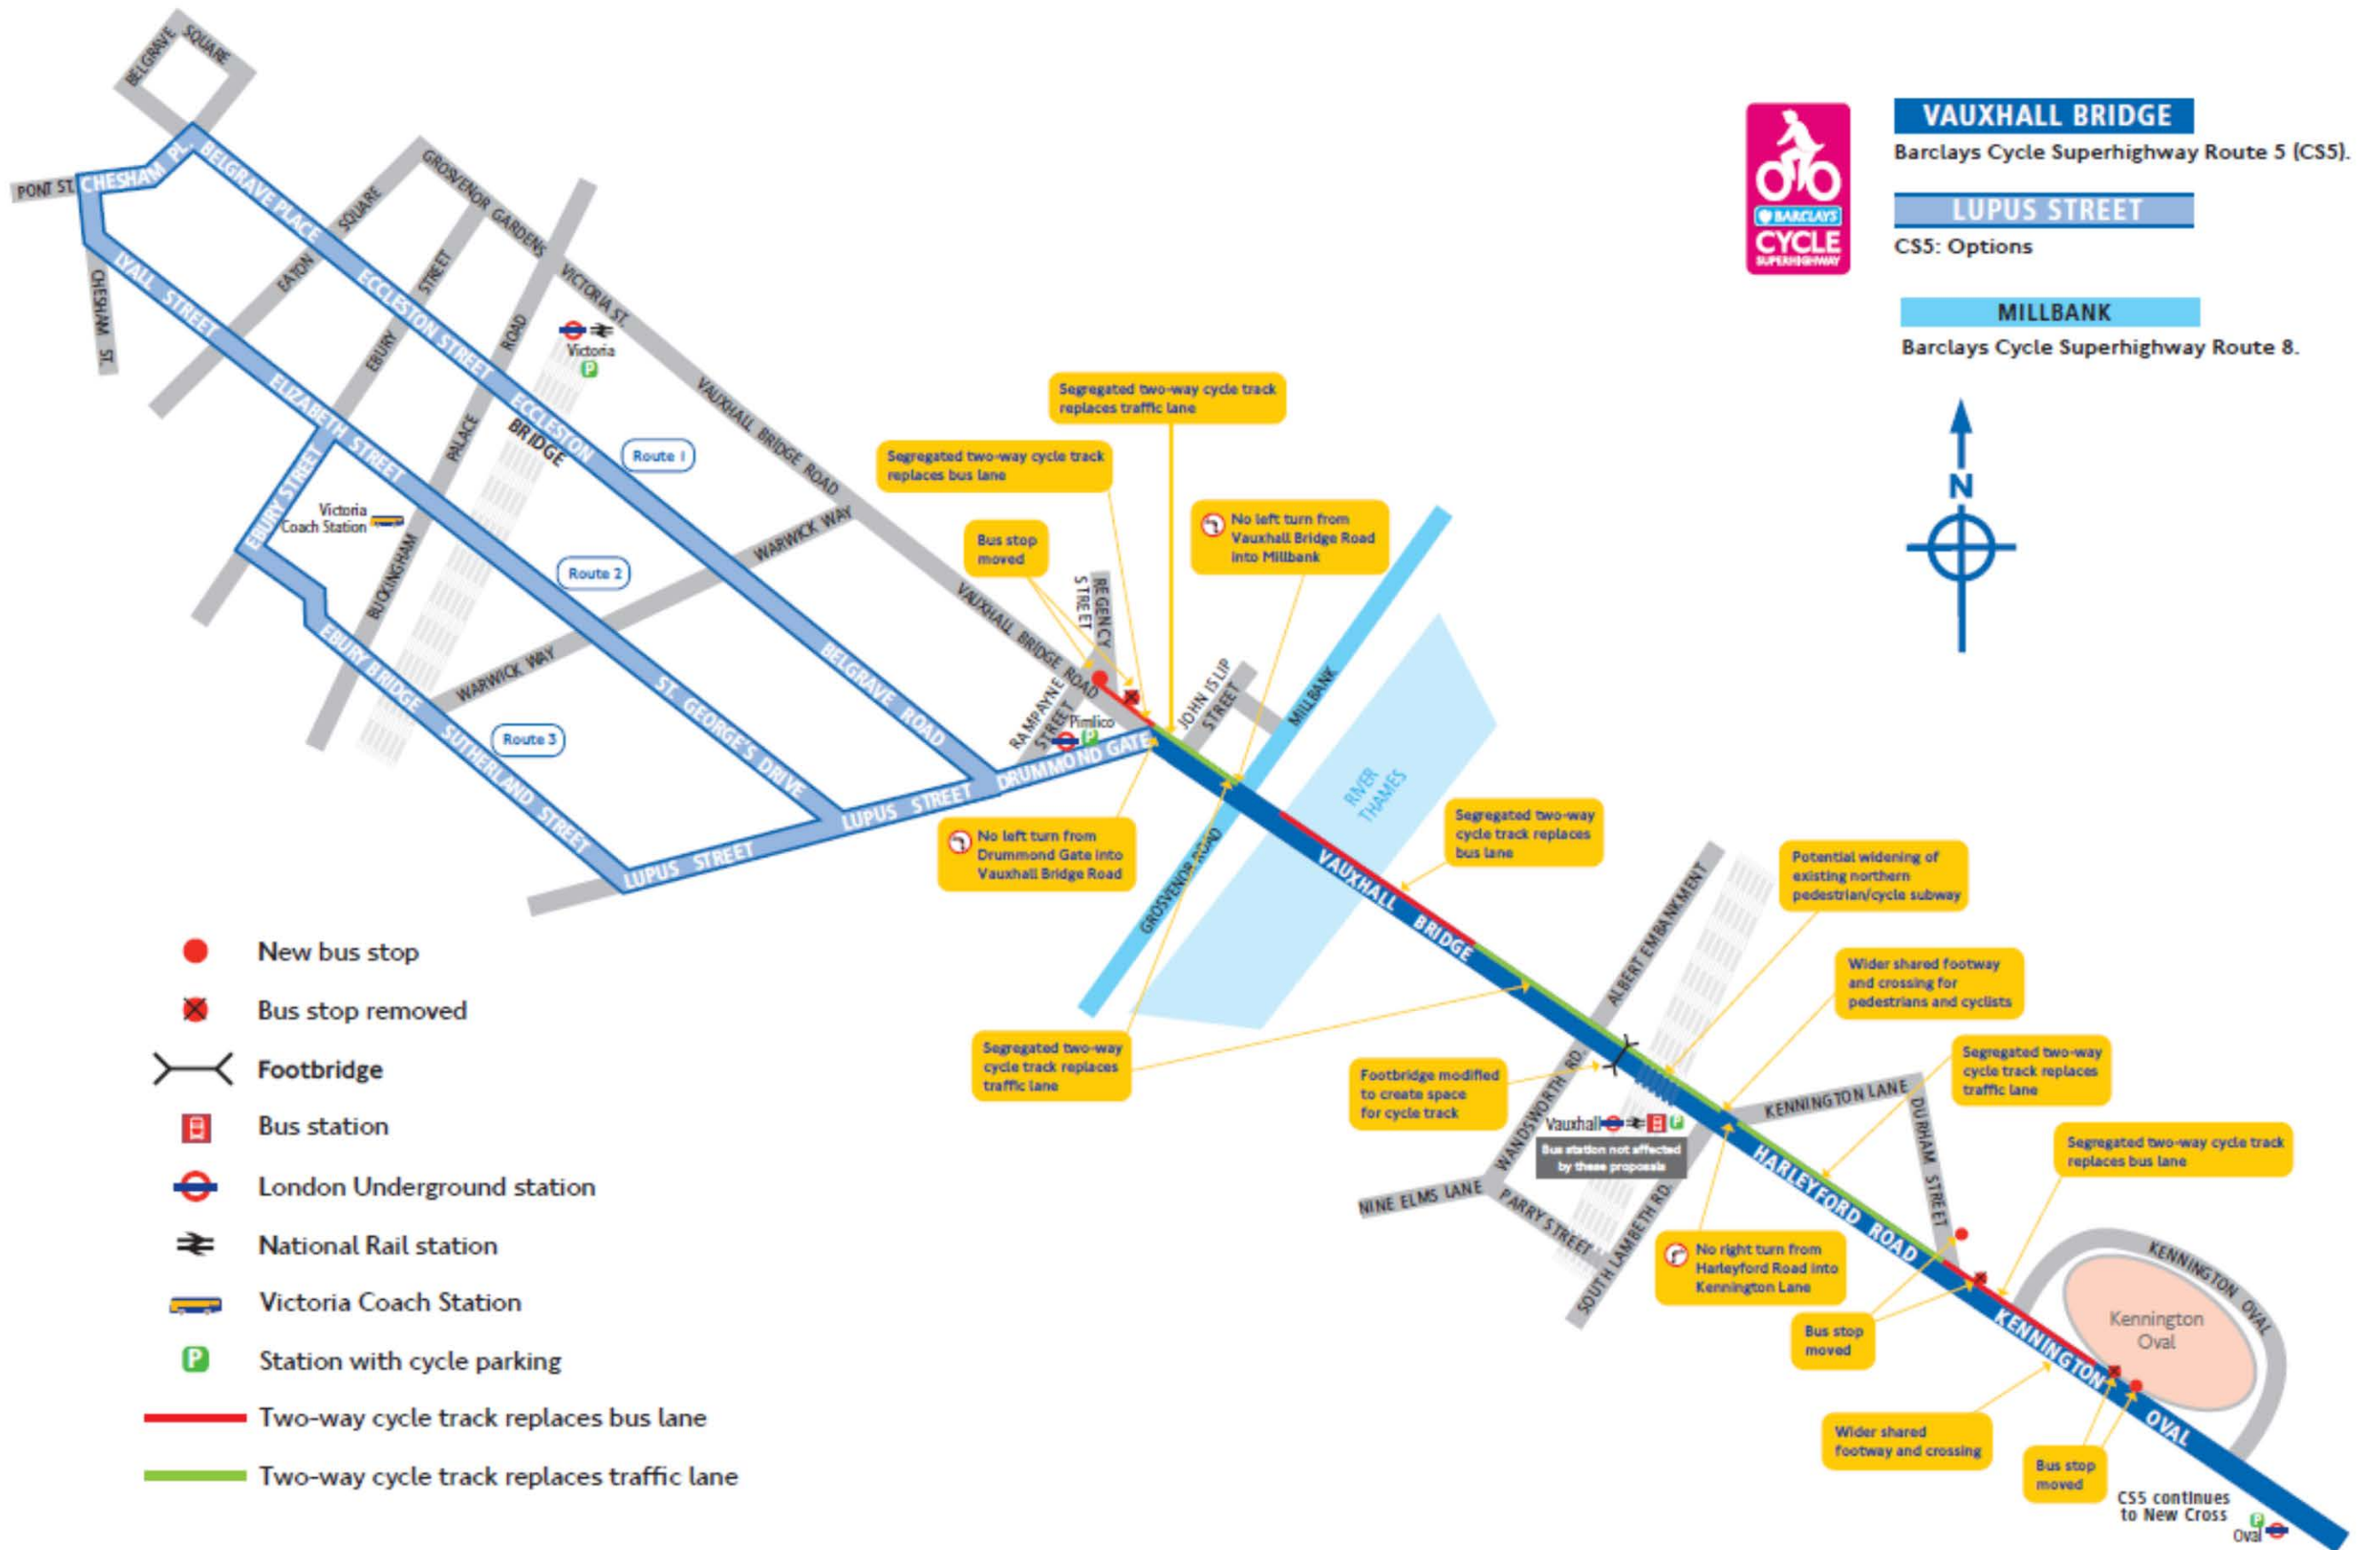 BELGRAVE
SQUARE
PONT ST.
CHESHAM PL.
BELGRAVE PLACE
GROSVENOR GARDENS
EATON
SQUARE
CHESHAM ST.
LYALL STREET
ECCLESTON STREET
EBURY
STREET
BUCKINGHAM
PALACE
ROAD
VICTORIA ST.
Victoria
P
ELIZABETH STREET
ECCLESTON
BRIDGE
Route 1
VAUXHALL BRIDGE ROAD
EBURY STREET
Victoria
Coach Station
Route 2
WARWICK WAY
WARWICK WAY
EBURY BRIDGE
SUTHERLAND STREET
Route 3
ST. GEORGE'S DRIVE
BELGRAVE ROAD
LUPUS STREET
LUPUS STREET
DRUMMOND GATE
VAUXHALL BRIDGE ROAD
REGENCY
STREET
RAMPAYNE
STREET
Pimlico
P
JOHN ISLIP
STREET
MILLBANK
GROSVENOR ROAD
RIVER
THAMES
Segregated two-way cycle track
replaces traffic lane
Segregated two-way cycle track
replaces bus lane
Bus stop
moved
No left turn from
Vauxhall Bridge Road
into Millbank
No left turn from
Drummond Gate into
Vauxhall Bridge Road
Segregated two-way
cycle track replaces
bus lane
VAUXHALL BRIDGE
Segregated two-way
cycle track replaces
traffic lane
Potential widening of
existing northern
pedestrian/cycle subway
ALBERT EMBANKMENT
Wider shared footway
and crossing for
pedestrians and cyclists
Footbridge modified
to create space
for cycle track
WANDSWORTH RD.
Segregated two-way
cycle track replaces
traffic lane
Vauxhall
P
Bus station not affected
by these proposals
KENNINGTON LANE
DURHAM STREET
HARLEYFORD ROAD
NINE ELMS LANE
PARRY STREET
SOUTH LAMBETH RD.
Segregated two-way cycle track
replaces bus lane
No right turn from
Harleyford Road into
Kennington Lane
Bus stop
moved
KENNINGTON OVAL
Kennington
Oval
KENNINGTON OVAL
Wider shared
footway and crossing
Bus stop
moved
CS5 continues
to New Cross
P
Oval
BARCLAYS
CYCLE
SUPERHIGHWAY
VAUXHALL BRIDGE
Barclays Cycle Superhighway Route 5 (CS5).
LUPUS STREET
CS5: Options
MILLBANK
Barclays Cycle Superhighway Route 8.
N
New bus stop
Bus stop removed
Footbridge
Bus station
London Underground station
National Rail station
Victoria Coach Station
P Station with cycle parking
Two-way cycle track replaces bus lane
Two-way cycle track replaces traffic lane